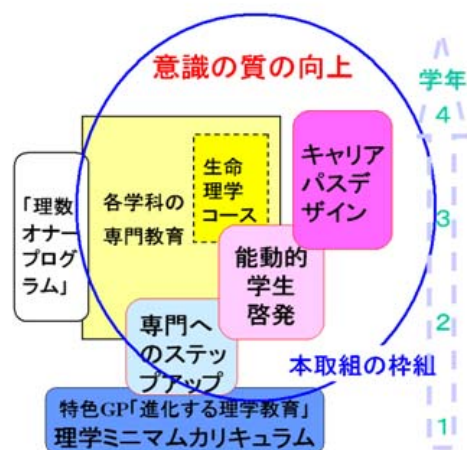 意識の質の向上
学年
4
キャリア
パスデ
ザイン
生命
理学
コース
各学科の
専門教育
「理数
オナー
プログ
ラム」
3
能動的
学生
啓発
専門へ
のステッ
プアップ
2
本取組の枠組
特色GP「進化する理学教育」
理学ミニマムカリキュラム
1